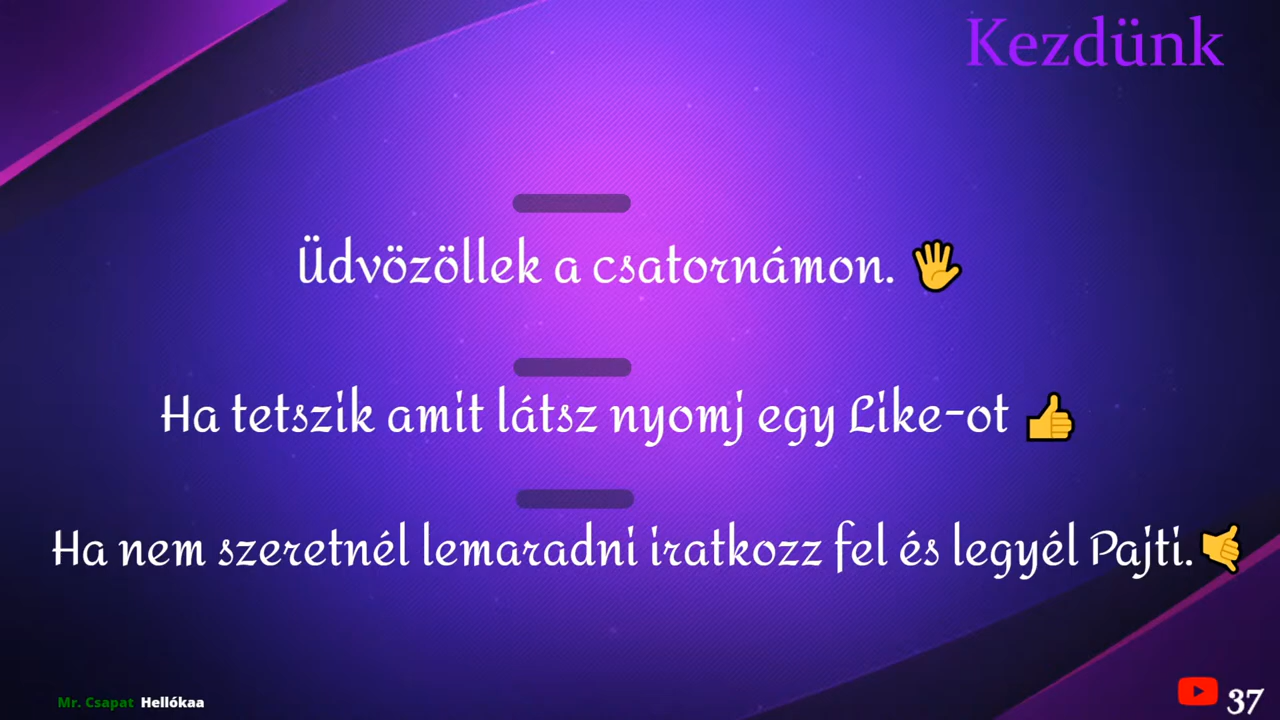 Kezdünk
Üdvözöllek a csatornámon. 🖐
Ha tetszik amit látsz nyomj egy Like-ot 👍
Ha nem szeretnél lemaradni iratkozz fel és legyél Pajti.🤙
Mr. Csapat Hellókaa
37